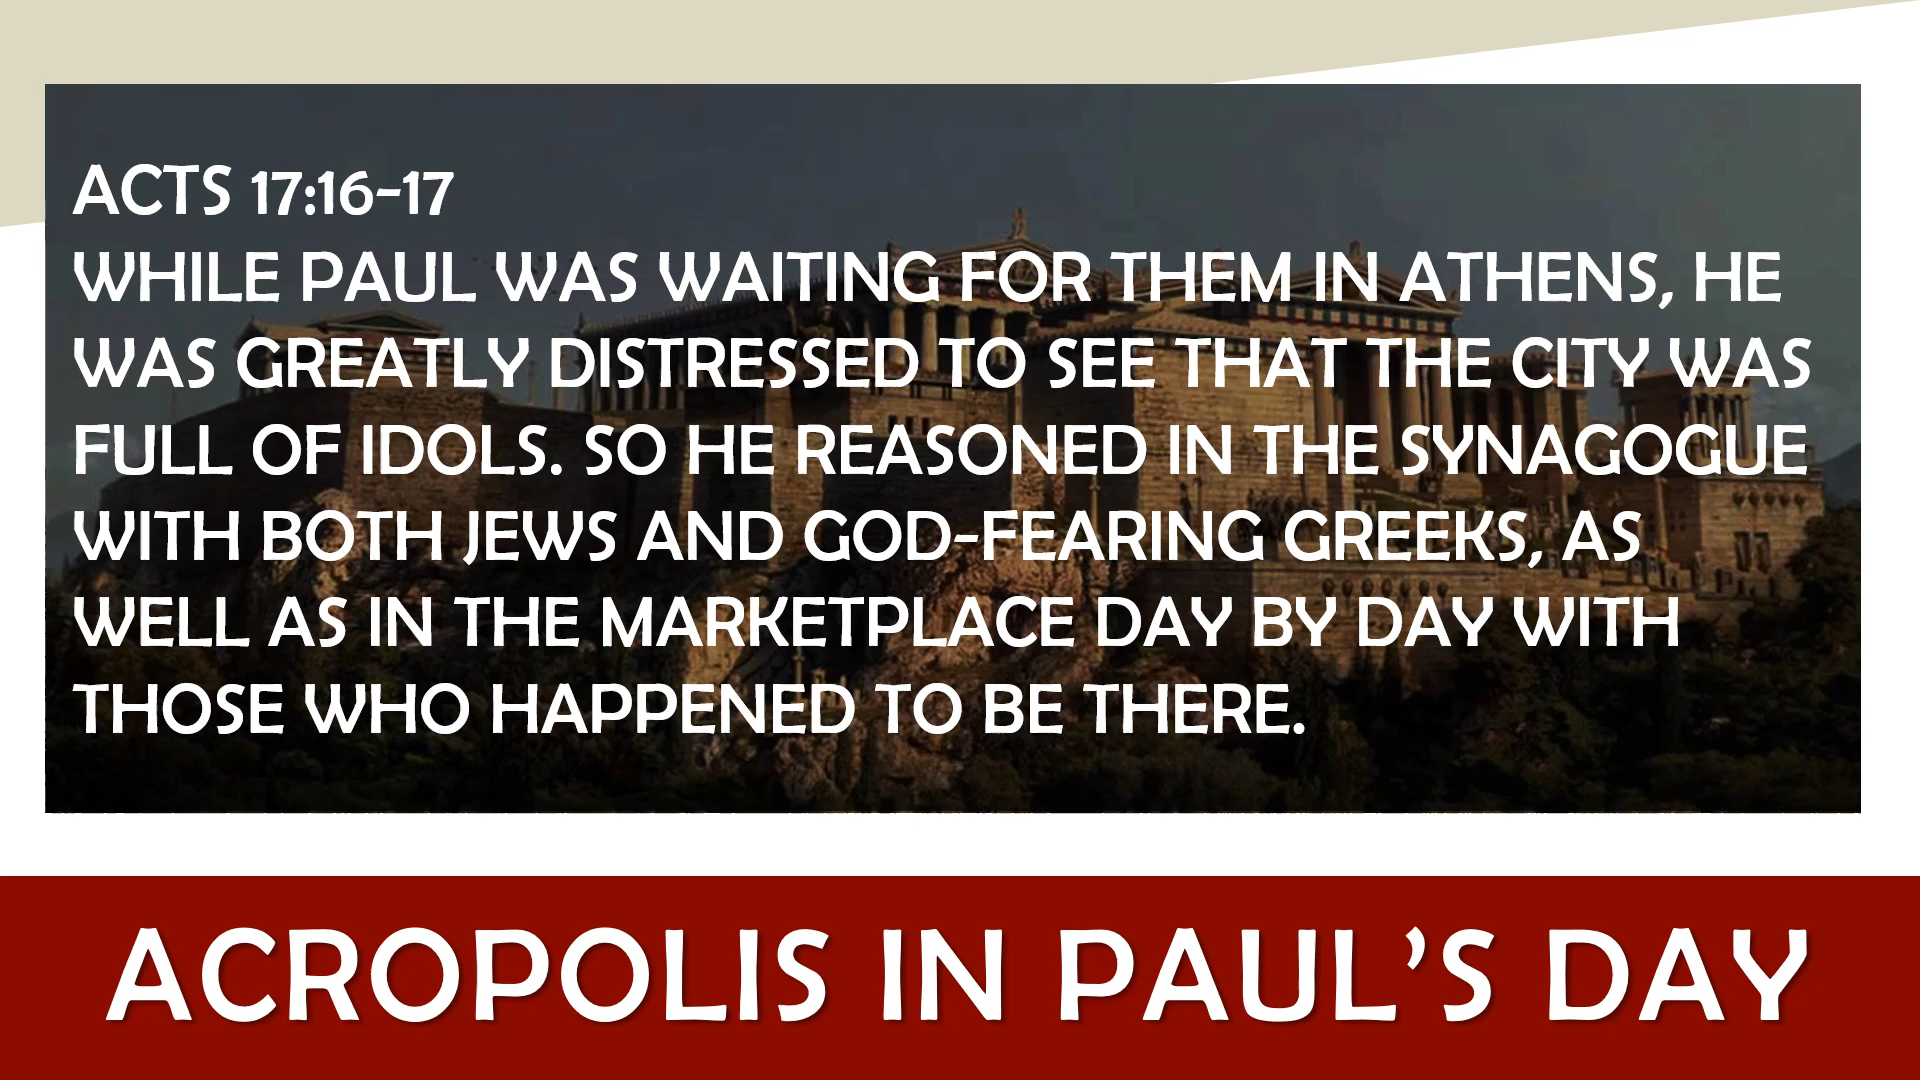 ACTS 17:16-17
WHILE PAUL WAS WAITING FOR THEM IN ATHENS, HE
WAS GREATLY DISTRESSED TO SEE THAT THE CITY WAS
FULL OF IDOLS. SO HE REASONED IN THE SYNAGOGUE
WITH BOTH JEWS AND GOD-FEARING GREEKS, AS
WELL AS IN THE MARKETPLACE DAY BY DAY WITH
THOSE WHO HAPPENED TO BE THERE.
ACROPOLIS IN PAUL’S DAY